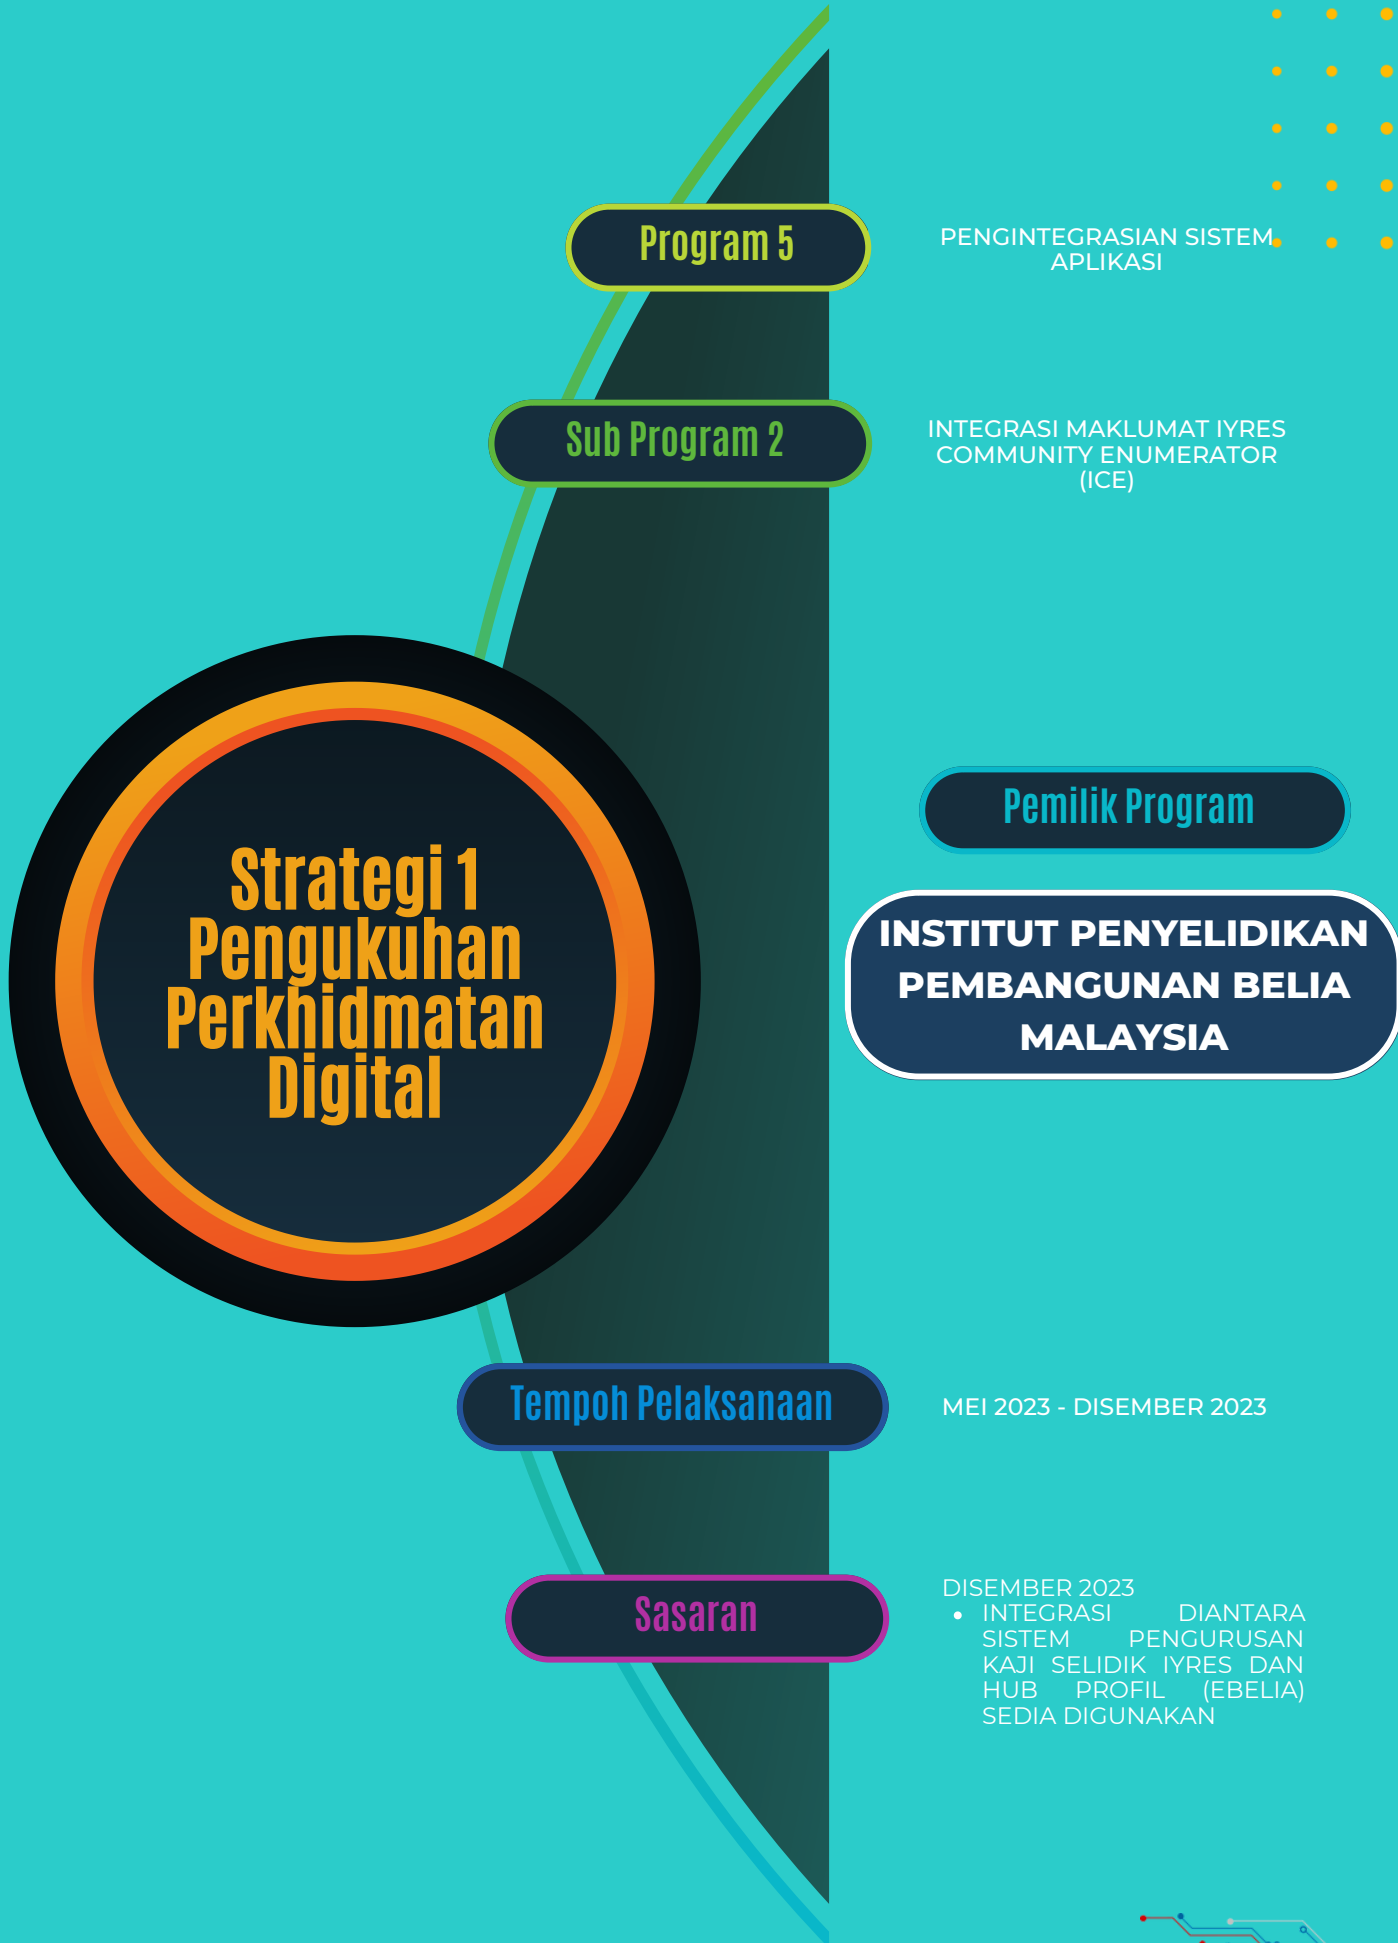 Program 5
PENGINTEGRASIAN SISTEM
APLIKASI
Sub Program 2
INTEGRASI MAKLUMAT IYRES
COMMUNITY ENUMERATOR
(ICE)
Strategi 1
Pengukuhan
Perkhidmatan
Digital
Pemilik Program
INSTITUT PENYELIDIKAN
PEMBANGUNAN BELIA
MALAYSIA
Tempoh Pelaksanaan
MEI 2023 - DISEMBER 2023
Sasaran
DISEMBER 2023
• INTEGRASI DIANTARA
SISTEM PENGURUSAN
KAJI SELIDIK IYRES DAN
HUB PROFIL (EBELIA)
SEDIA DIGUNAKAN